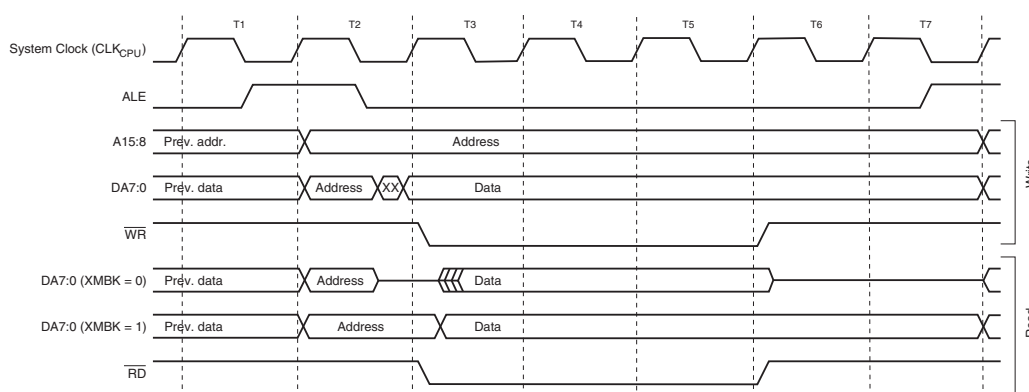 T1 T2 T3 T4 T5 T6 T7
System Clock (CLKCPU)
ALE
A15:8 Prev. addr. Address
DA7:0 Prev. data Address XX Data
WR
DA7:0 (XMBK = 0) Prev. data Address Data
DA7:0 (XMBK = 1) Prev. data Address Data
RD